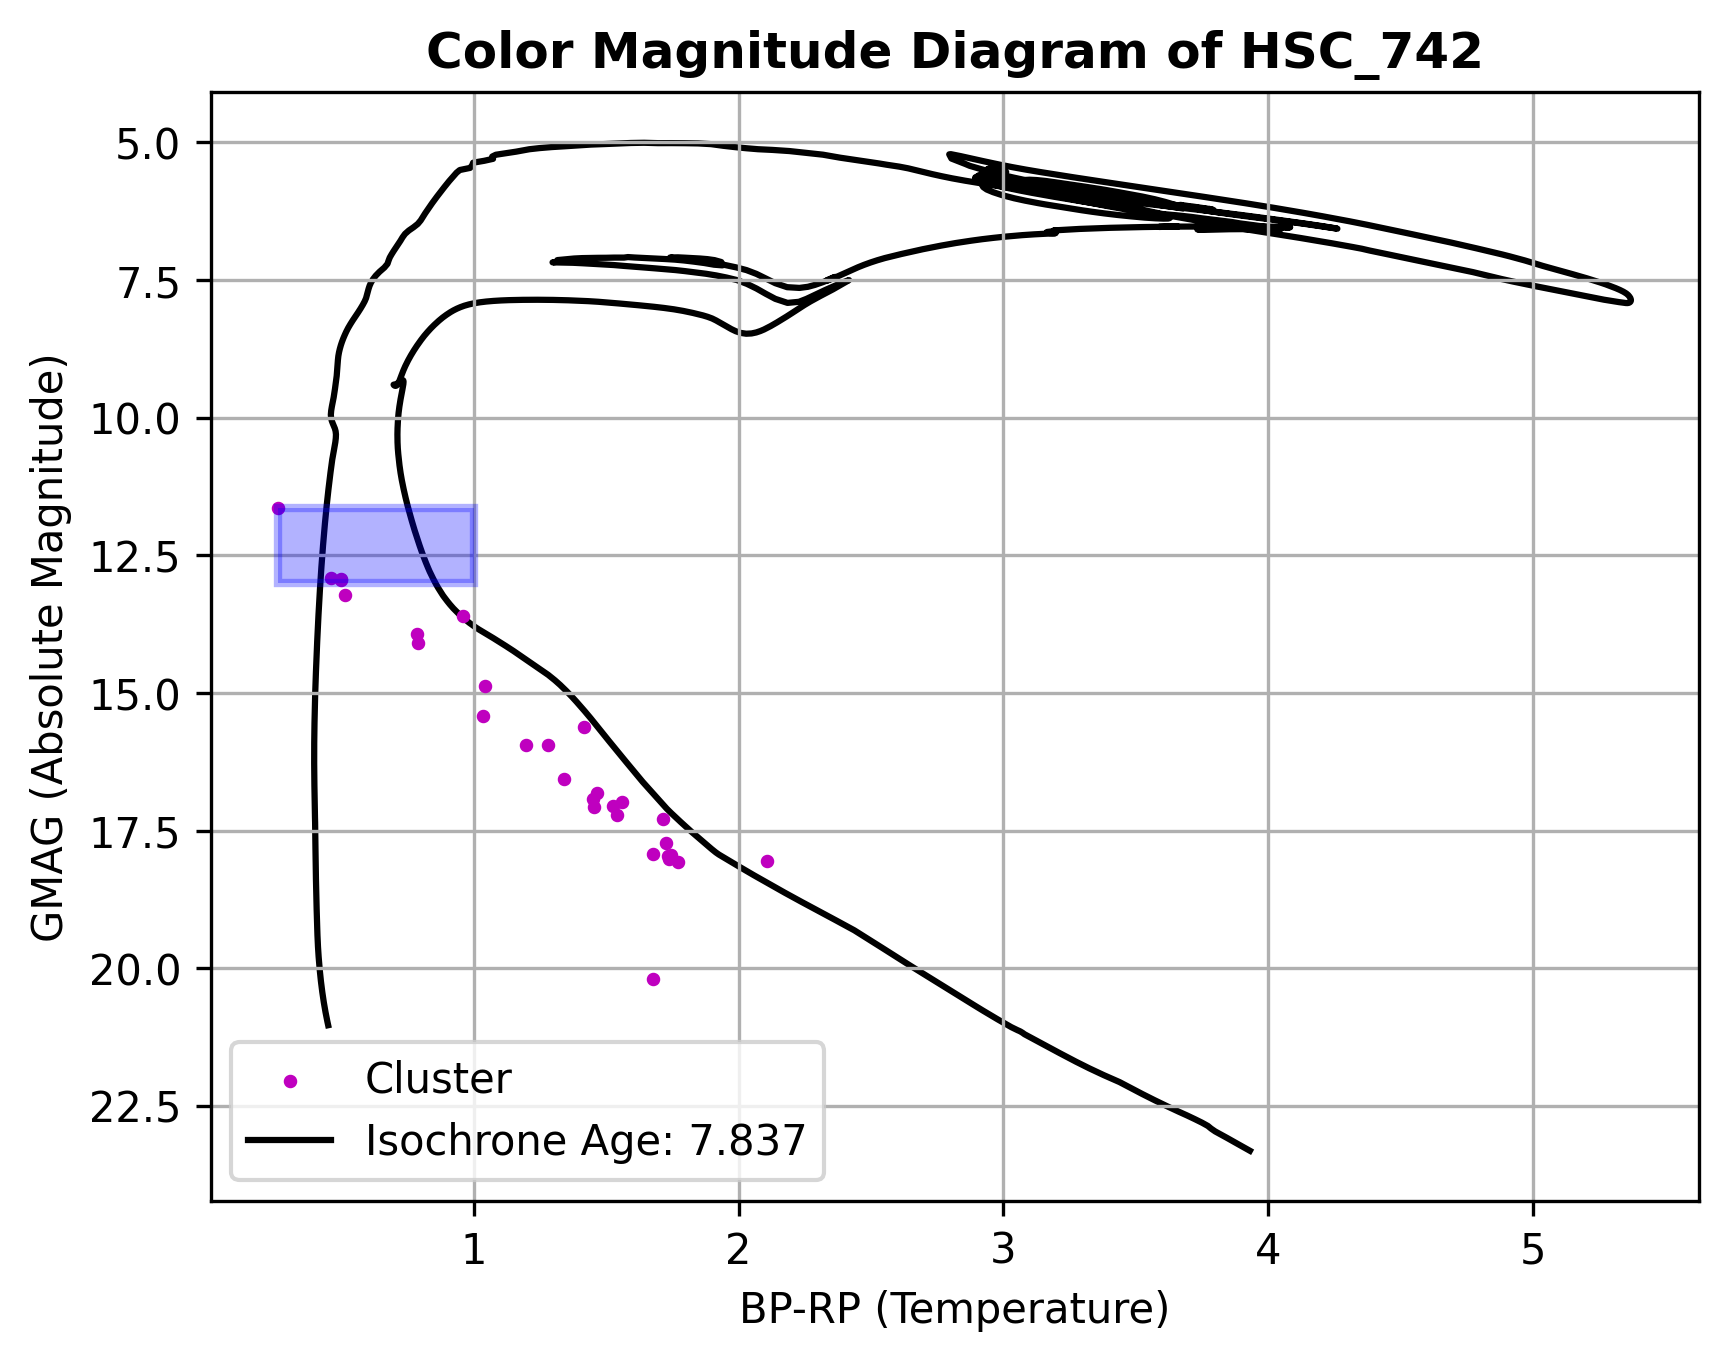 Color Magnitude Diagram of HSC_742
GMAG (Absolute Magnitude)
5.0
7.5
10.0
12.5
15.0
17.5
20.0
22.5
Cluster
Isochrone Age: 7.837
1 2 3 4 5
BP-RP (Temperature)